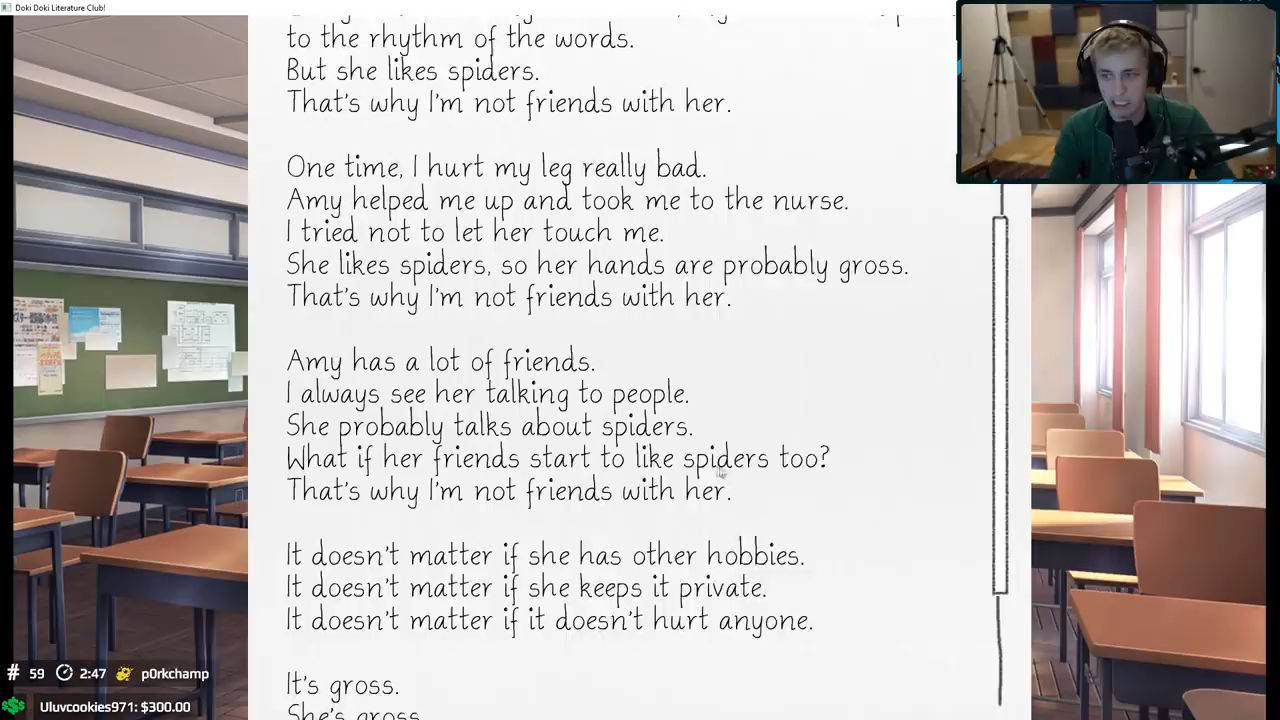 Doki Doki Literature Club!
to the rhythm of the words.
But she likes spiders.
That's why I'm not friends with her.
One time, I hurt my leg really bad.
Amy helped me up and took me to the nurse.
I tried not to let her touch me.
She likes spiders, so her hands are probably gross.
That's why I'm not friends with her.
Amy has a lot of friends.
I always see her talking to people.
She probably talks about spiders.
What if her friends start to like spiders too?
That's why I'm not friends with her.
It doesn't matter if she has other hobbies.
It doesn't matter if she keeps it private.
It doesn't matter if it doesn't hurt anyone.
It's gross.
She's gross.
# 59 2:47 p0rkchamp
Uluvcookies971: $300.00